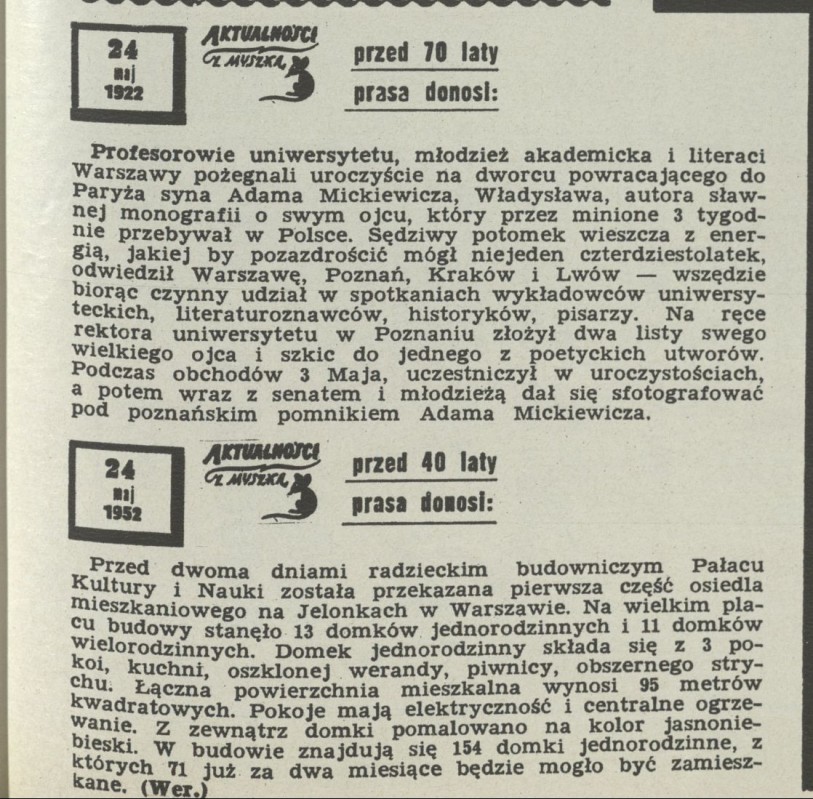 24
maj
1922
AKTUALNOŚCI
Z MYSZKĄ
przed 70 laty
prasa donosi:
Profesorowie uniwersytetu, młodzież akademicka i literaci
Warszawy pożegnali uroczyście na dworcu powracającego do
Paryża syna Adama Mickiewicza, Władysława, autora sław-
nej monografii o swym ojcu, który przez minione 3 tygod-
nie przebywał w Polsce. Sędziwy potomek wieszcza z ener-
gią, jakiej by pozazdrościć mógł niejeden czterdziestolatek,
odwiedził Warszawę, Poznań, Kraków i Lwów — wszędzie
biorąc czynny udział w spotkaniach wykładowców uniwersy-
teckich, literaturoznawców, historyków, pisarzy. Na ręce
rektora uniwersytetu w Poznaniu złożył dwa listy swego
wielkiego ojca i szkic do jednego z poetyckich utworów.
Podczas obchodów 3 Maja, uczestniczył w uroczystościach,
a potem wraz z senatem i młodzieżą dał się sfotografować
pod poznańskim pomnikiem Adama Mickiewicza.
24
maj
1952
AKTUALNOŚCI
Z MYSZKĄ
przed 40 laty
prasa donosi:
Przed dwoma dniami radzieckim budowniczym Pałacu
Kultury i Nauki została przekazana pierwsza część osiedla
mieszkaniowego na Jelonkach w Warszawie. Na wielkim pla-
cu budowy stanęło 13 domków jednorodzinnych i 11 domków
wielorodzinnych. Domek jednorodzinny składa się z 3 po-
koi, kuchni, oszklonej werandy, piwnicy, obszernego stry-
chu. Łączna powierzchnia mieszkalna wynosi 95 metrów
kwadratowych. Pokoje mają elektryczność i centralne ogrze-
wanie. Z zewnątrz domki pomalowano na kolor jasnonie-
bieski. W budowie znajdują się 154 domki jednorodzinne, z
których 71 już za dwa miesiące będzie mogło być zamiesz-
kane. (Wer.)